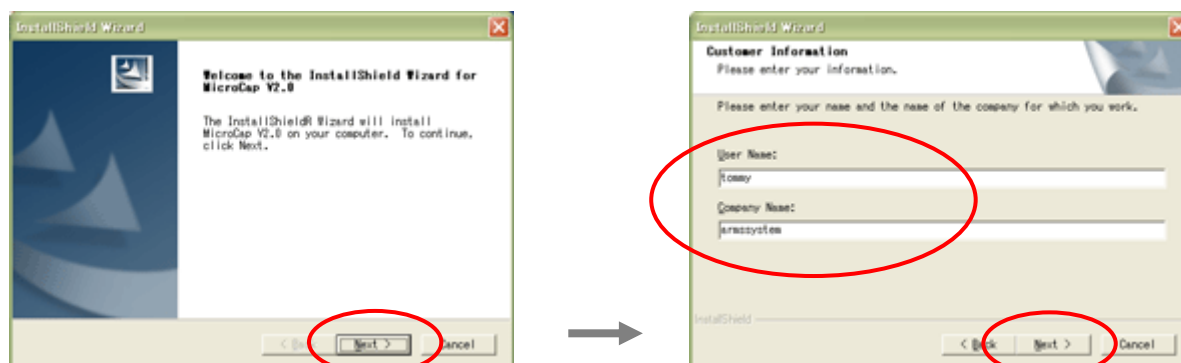 InstallShield Wizard
Welcome to the InstallShield Wizard for
MicroCap V2.0
The InstallShieldR Wizard will install
MicroCap V2.0 on your computer. To continue,
click Next.
< Back
Next >
Cancel
InstallShield Wizard
Customer Information
Please enter your information.
Please enter your name and the name of the company for which you work.
User Name:
tommy
Company Name:
armssystem
InstallShield
< Back
Next >
Cancel